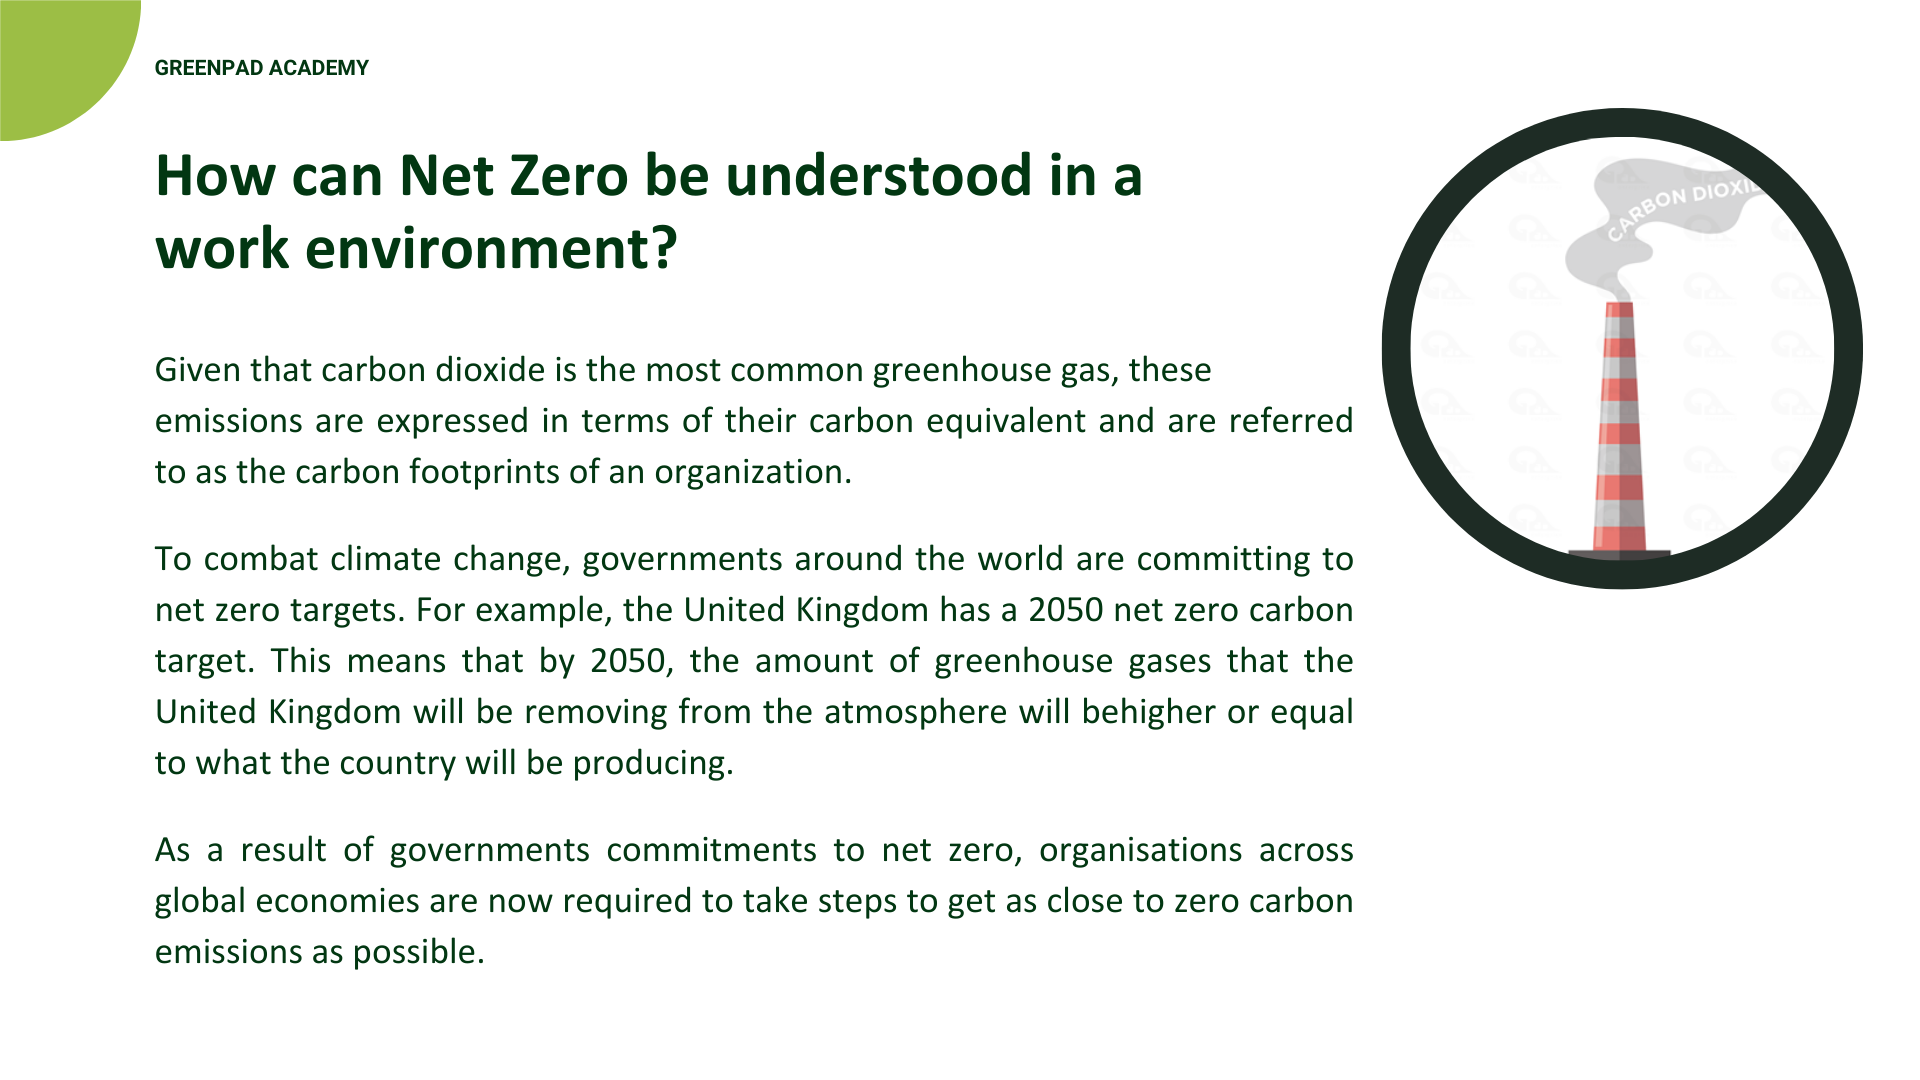 GREENPAD ACADEMY
How can Net Zero be understood in a
work environment?
Given that carbon dioxide is the most common greenhouse gas, these
emissions are expressed in terms of their carbon equivalent and are referred
to as the carbon footprints of an organization.
To combat climate change, governments around the world are committing to
net zero targets. For example, the United Kingdom has a 2050 net zero carbon
target. This means that by 2050, the amount of greenhouse gases that the
United Kingdom will be removing from the atmosphere will behigher or equal
to what the country will be producing.
As a result of governments commitments to net zero, organisations across
global economies are now required to take steps to get as close to zero carbon
emissions as possible.
CARBON